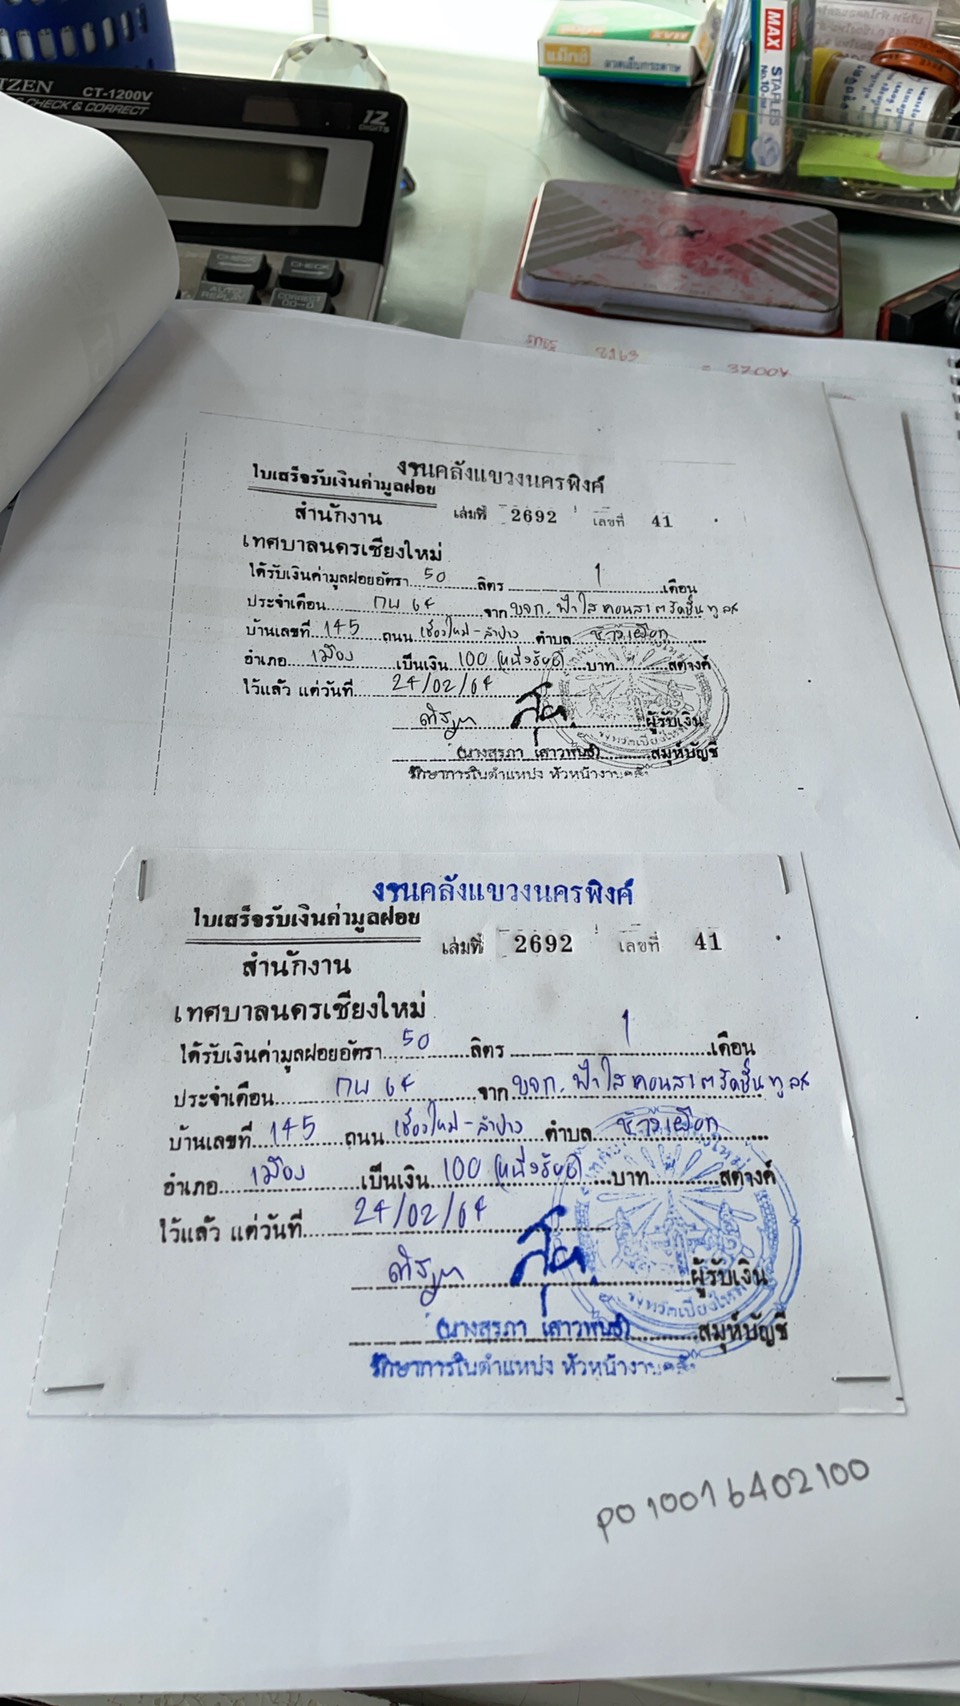 CT-1200V
CHECK & CORRECT
12
DIGITS
CHECK
AUTO
REPLAY
CORRECT
MAX
แม็กซ์
ลวดเย็บกระดาษ
MAX
STAPLES
No.10
งานคลังแขวงนครพิงค์
ใบเสร็จรับเงินค่ามูลฝอย
เล่มที่ 2692 เลขที่ 41
สำนักงาน
เทศบาลนครเชียงใหม่
ได้รับเงินค่ามูลฝอยอัตรา 50 ลิตร 1 เดือน
ประจำเดือน กพ 64 จาก บจก. ฟ้าใสคอนสตรัคชั่น ทูลส
บ้านเลขที่ 145 ถนน เชียงใหม่-ลำปาง ตำบล ช้างเผือก
อำเภอ เมือง เป็นเงิน 100 (หนึ่งร้อย) บาท สตางค์
ไว้แล้ว แต่วันที่ 24/02/64
ผู้รับเงิน
(นางสุรภา เสาวพันธ์) สมุห์บัญชี
รักษาการในตำแหน่ง หัวหน้างานคลัง
งานคลังแขวงนครพิงค์
ใบเสร็จรับเงินค่ามูลฝอย
เล่มที่ 2692 เลขที่ 41
สำนักงาน
เทศบาลนครเชียงใหม่
ได้รับเงินค่ามูลฝอยอัตรา 50 ลิตร 1 เดือน
ประจำเดือน กพ 64 จาก บจก. ฟ้าใสคอนสตรัคชั่น ทูลส
บ้านเลขที่ 145 ถนน เชียงใหม่-ลำปาง ตำบล ช้างเผือก
อำเภอ เมือง เป็นเงิน 100 (หนึ่งร้อย) บาท สตางค์
ไว้แล้ว แต่วันที่ 24/02/64
ผู้รับเงิน
(นางสุรภา เสาวพันธ์) สมุห์บัญชี
รักษาการในตำแหน่ง หัวหน้างานคลัง
PO10016402100